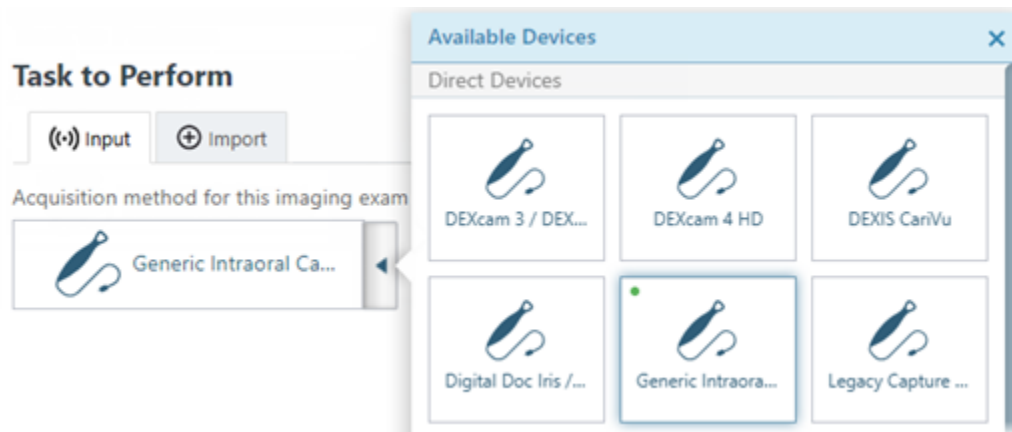 Task to Perform
Input
Import
Acquisition method for this imaging exam
Generic Intraoral Ca...
Available Devices
Direct Devices
DEXcam 3 / DEX...
DEXcam 4 HD
DEXIS CariVu
Digital Doc Iris /...
Generic Intraora...
Legacy Capture ...